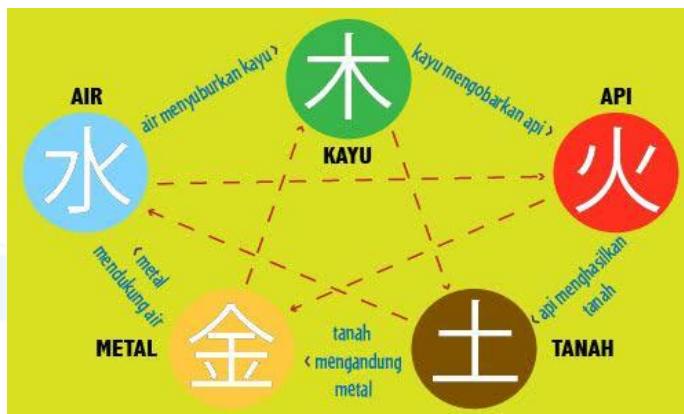 木
KAYU
air menyuburkan kayu >
kayu mengobarkan api >
AIR
水
API
火
< metal
mendukung air
< api menghasilkan
tanah
METAL
金
tanah
< mengandung
metal
土
TANAH